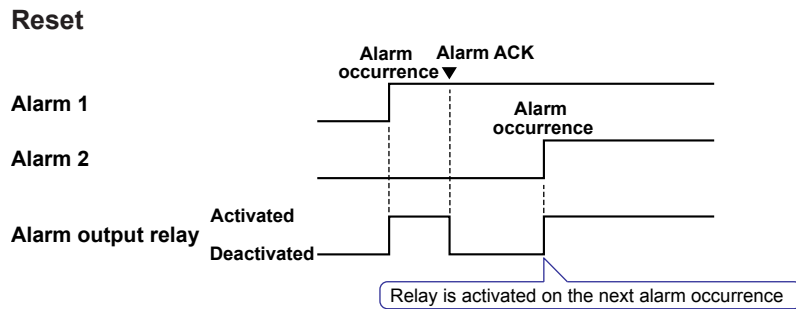 Reset
Alarm
occurrence
Alarm ACK
Alarm 1
Alarm
occurrence
Alarm 2
Activated
Alarm output relay
Deactivated
Relay is activated on the next alarm occurrence